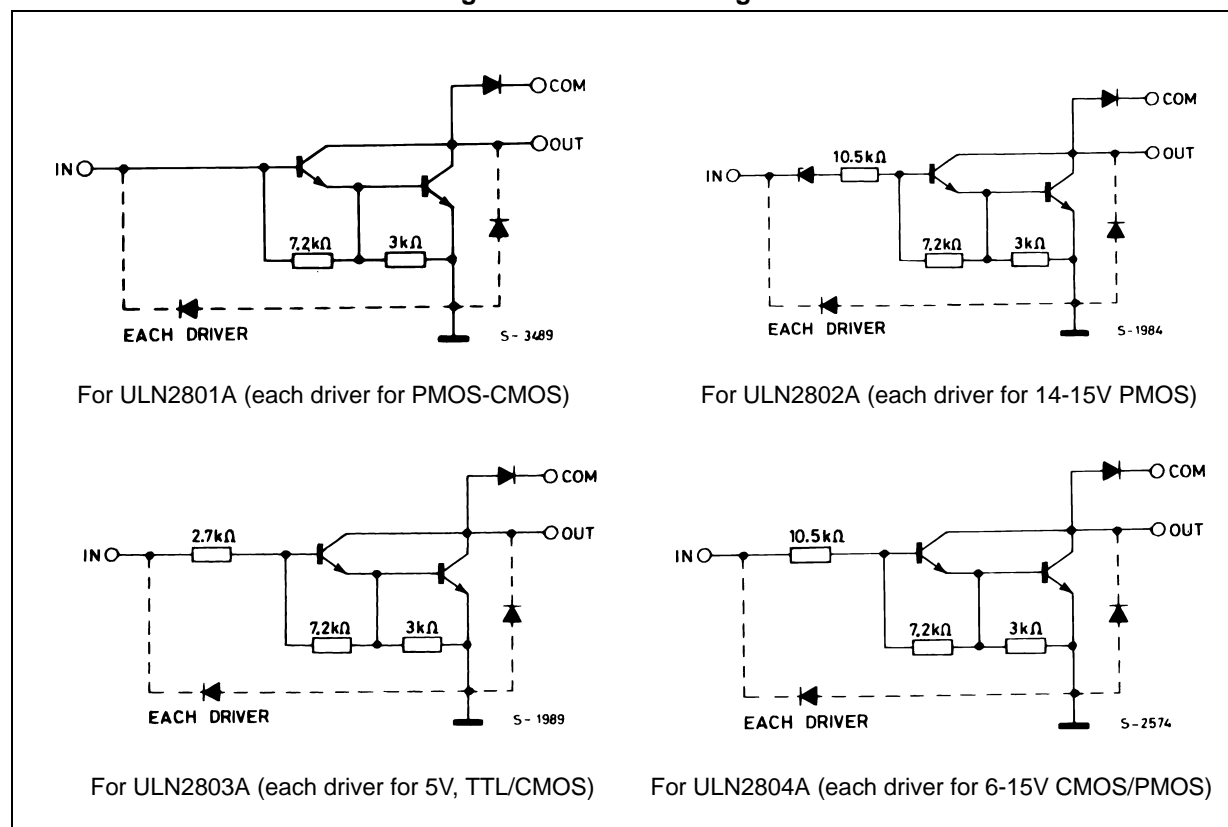 COM
OUT
IN
7.2kΩ
3kΩ
EACH DRIVER
S-3489
For ULN2801A (each driver for PMOS-CMOS)
COM
OUT
10.5kΩ
IN
7.2kΩ
3kΩ
EACH DRIVER
S-1984
For ULN2802A (each driver for 14-15V PMOS)
COM
OUT
2.7kΩ
IN
7.2kΩ
3kΩ
EACH DRIVER
S-1989
For ULN2803A (each driver for 5V, TTL/CMOS)
COM
OUT
10.5kΩ
IN
7.2kΩ
3kΩ
EACH DRIVER
S-2574
For ULN2804A (each driver for 6-15V CMOS/PMOS)